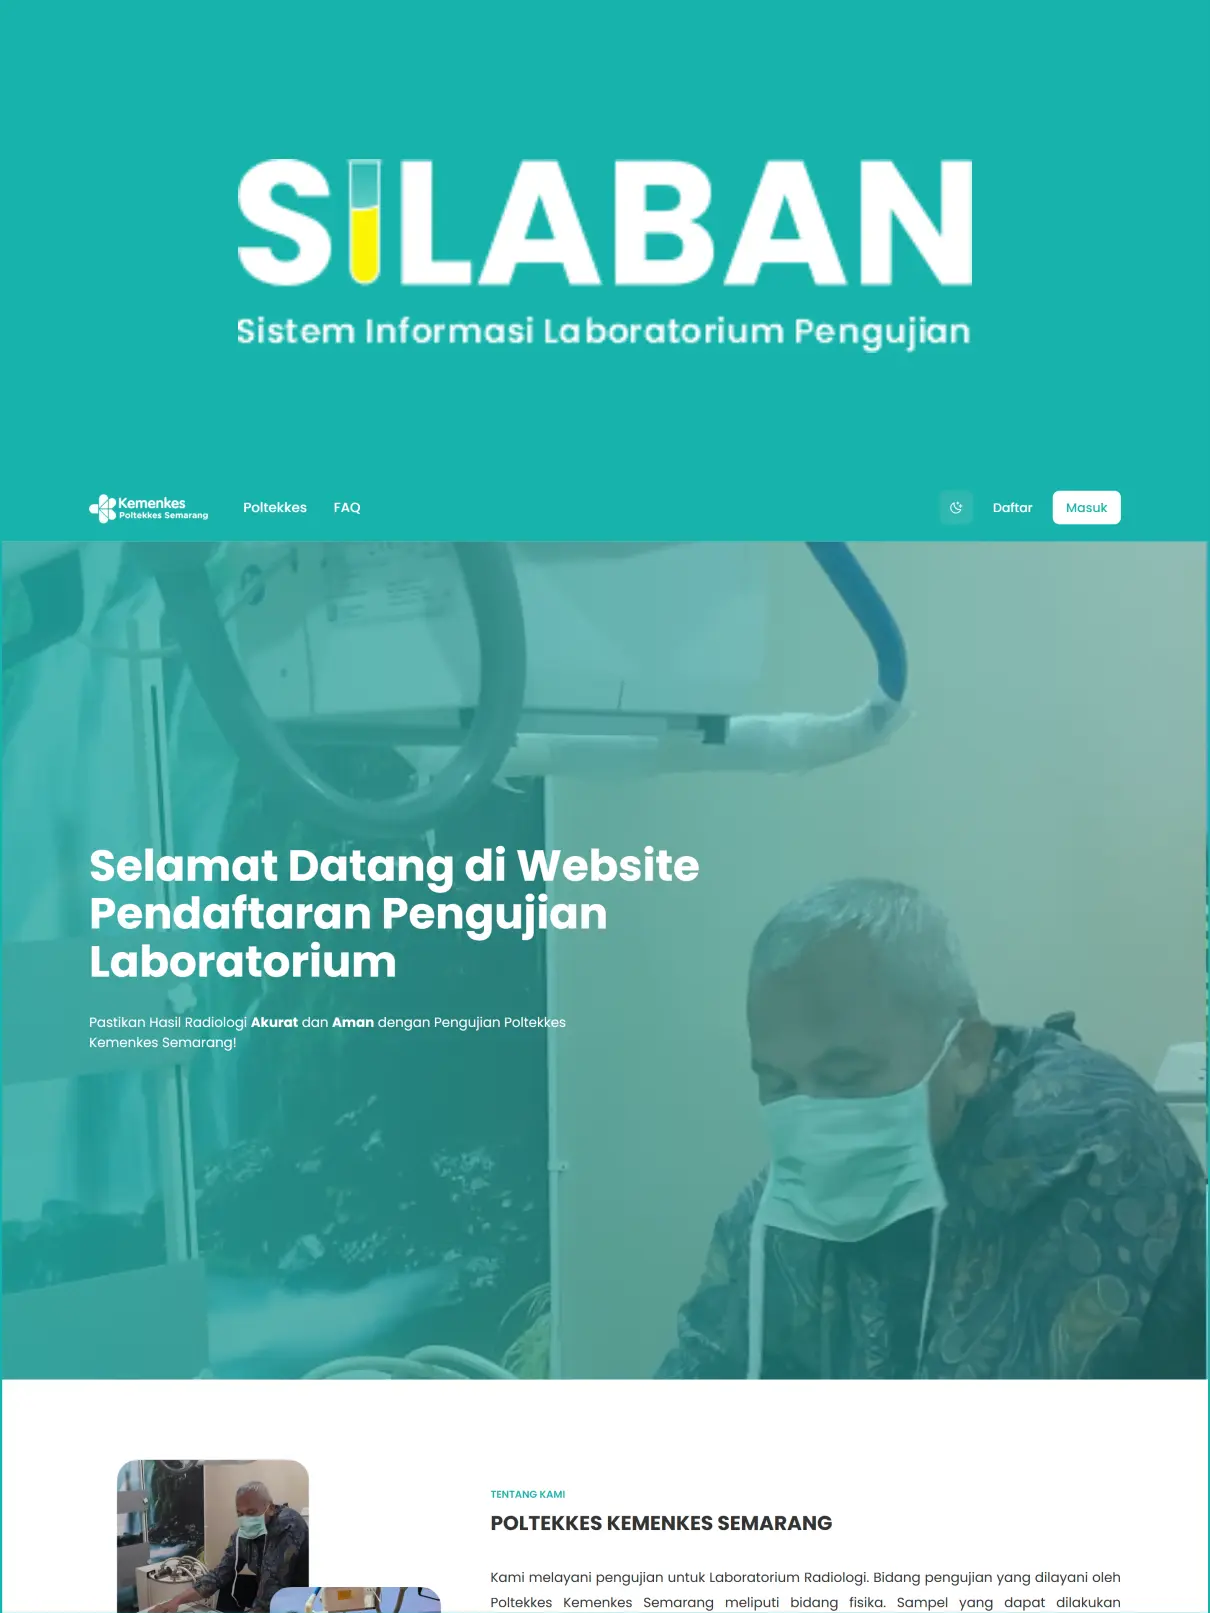 SiLABAN
Sistem Informasi Laboratorium Pengujian
Kemenkes
Poltekkes Semarang
Poltekkes
FAQ
Daftar
Masuk
Selamat Datang di Website
Pendaftaran Pengujian
Laboratorium
Pastikan Hasil Radiologi Akurat dan Aman dengan Pengujian Poltekkes
Kemenkes Semarang!
TENTANG KAMI
POLTEKKES KEMENKES SEMARANG
Kami melayani pengujian untuk Laboratorium Radiologi. Bidang pengujian yang dilayani oleh
Poltekkes Kemenkes Semarang meliputi bidang fisika. Sampel yang dapat dilakukan